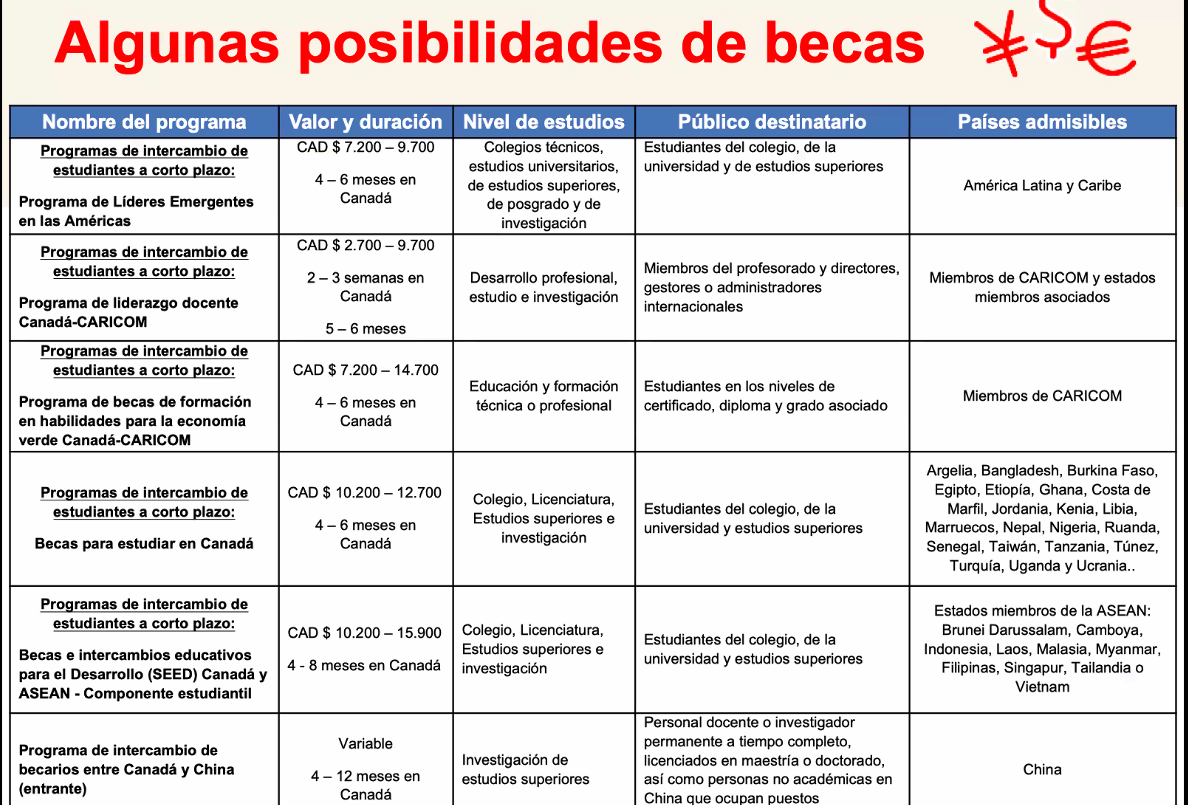 Algunas posibilidades de becas ¥ $ €
Nombre del programa
Valor y duración
Nivel de estudios
Público destinatario
Países admisibles
Programas de intercambio de
estudiantes a corto plazo:
Programa de Líderes Emergentes
en las Américas
CAD $ 7.200 – 9.700
4 – 6 meses en
Canadá
Colegios técnicos,
estudios universitarios,
de estudios superiores,
de posgrado y de
investigación
Estudiantes del colegio, de la
universidad y de estudios superiores
América Latina y Caribe
Programas de intercambio de
estudiantes a corto plazo:
Programa de liderazgo docente
Canadá-CARICOM
CAD $ 2.700 – 9.700
2 – 3 semanas en
Canadá
5 – 6 meses
Desarrollo profesional,
estudio e investigación
Miembros del profesorado y directores,
gestores o administradores
internacionales
Miembros de CARICOM y estados
miembros asociados
Programas de intercambio de
estudiantes a corto plazo:
Programa de becas de formación
en habilidades para la economía
verde Canadá-CARICOM
CAD $ 7.200 – 14.700
4 – 6 meses en
Canadá
Educación y formación
técnica o profesional
Estudiantes en los niveles de
certificado, diploma y grado asociado
Miembros de CARICOM
Programas de intercambio de
estudiantes a corto plazo:
Becas para estudiar en Canadá
CAD $ 10.200 – 12.700
4 – 6 meses en
Canadá
Colegio, Licenciatura,
Estudios superiores e
investigación
Estudiantes del colegio, de la
universidad y estudios superiores
Argelia, Bangladesh, Burkina Faso,
Egipto, Etiopía, Ghana, Costa de
Marfil, Jordania, Kenia, Libia,
Marruecos, Nepal, Nigeria, Ruanda,
Senegal, Taiwán, Tanzania, Túnez,
Turquía, Uganda y Ucrania..
Programas de intercambio de
estudiantes a corto plazo:
Becas e intercambios educativos
para el Desarrollo (SEED) Canadá y
ASEAN - Componente estudiantil
CAD $ 10.200 – 15.900
4 - 8 meses en Canadá
Colegio, Licenciatura,
Estudios superiores e
investigación
Estudiantes del colegio, de la
universidad y estudios superiores
Estados miembros de la ASEAN:
Brunei Darussalam, Camboya,
Indonesia, Laos, Malasia, Myanmar,
Filipinas, Singapur, Tailandia o
Vietnam
Programa de intercambio de
becarios entre Canadá y China
(entrante)
Variable
4 – 12 meses en
Canadá
Investigación de
estudios superiores
Personal docente o investigador
permanente a tiempo completo,
licenciados en maestría o doctorado,
así como personas no académicas en
China que ocupan puestos
China